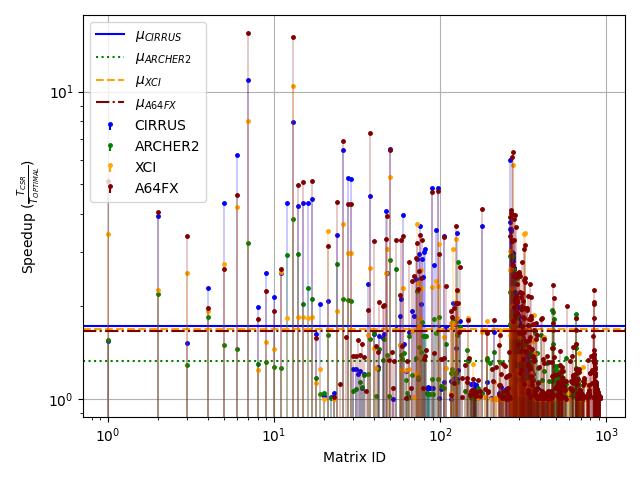 μCIRRUS
μARCHER2
μXCI
μA64FX
CIRRUS
ARCHER2
XCI
A64FX
Speedup (TCSR/TOPTIMAL)
10¹
10⁰
10⁰ 10¹ 10² 10³
Matrix ID